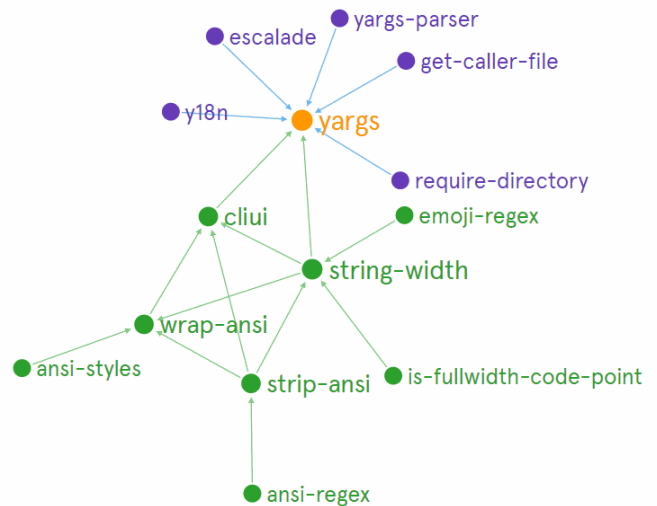 yargs-parser
escalade
get-caller-file
y18n
yargs
require-directory
emoji-regex
cliui
string-width
wrap-ansi
ansi-styles
strip-ansi
is-fullwidth-code-point
ansi-regex